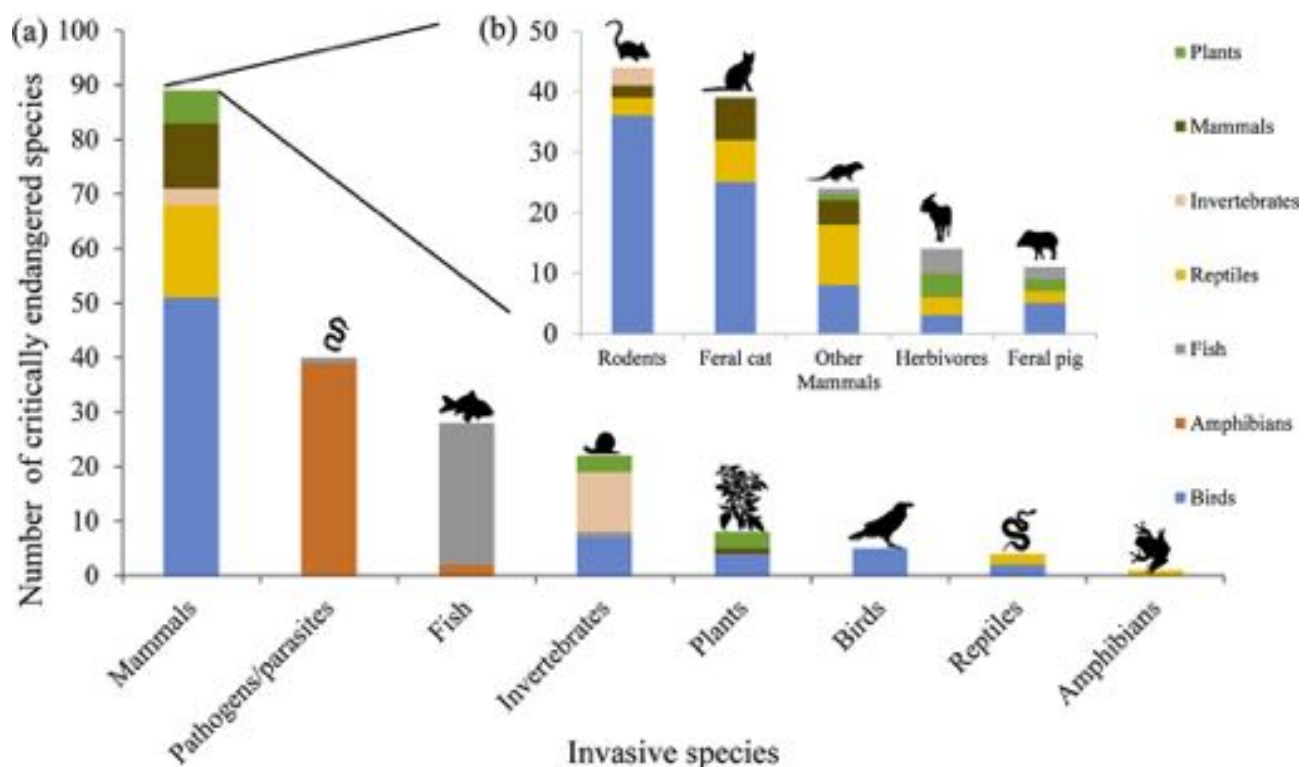 (a)
Number of critically endangered species
100
90
80
70
60
50
40
30
20
10
0
Mammals
Pathogens/parasites
Fish
Invertebrates
Plants
Birds
Reptiles
Amphibians
Invasive species
(b)
50
40
30
20
10
0
Rodents
Feral cat
Other
Mammals
Herbivores
Feral pig
Plants
Mammals
Invertebrates
Reptiles
Fish
Amphibians
Birds